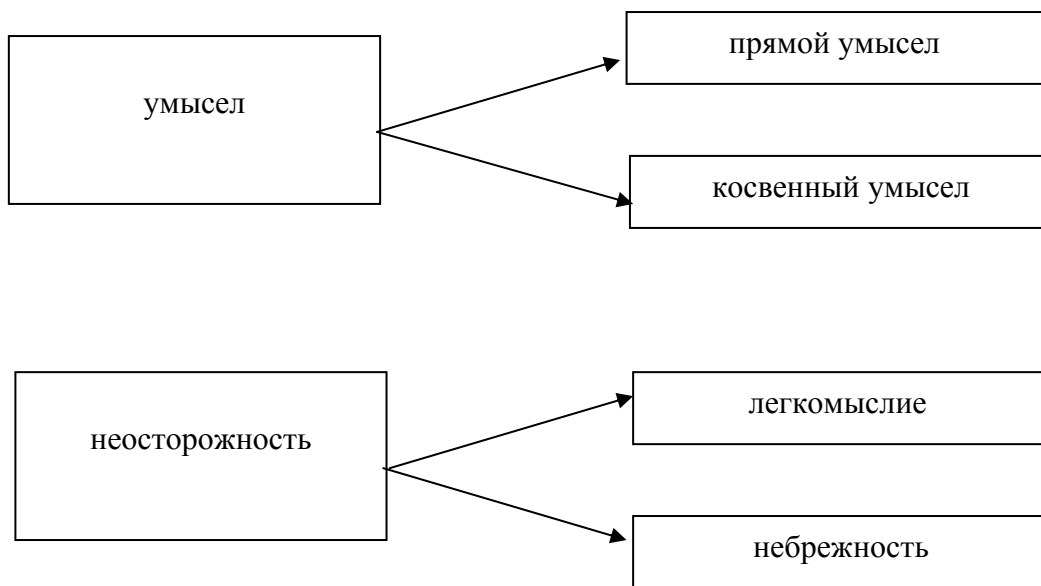 умысел
прямой умысел
косвенный умысел
неосторожность
легкомыслие
небрежность